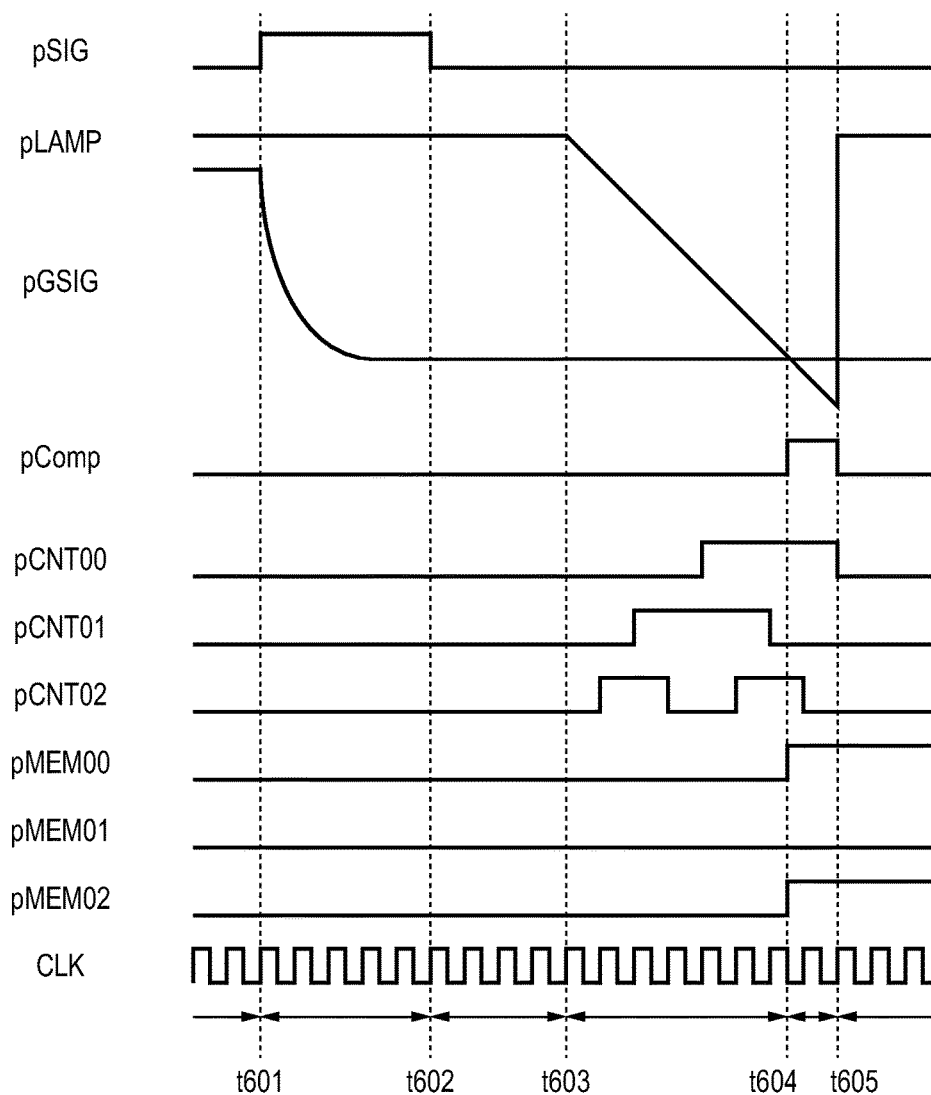 pSIG
pLAMP
pGSIG
pComp
pCNT00
pCNT01
pCNT02
pMEM00
pMEM01
pMEM02
CLK
t601 t602 t603 t604 t605